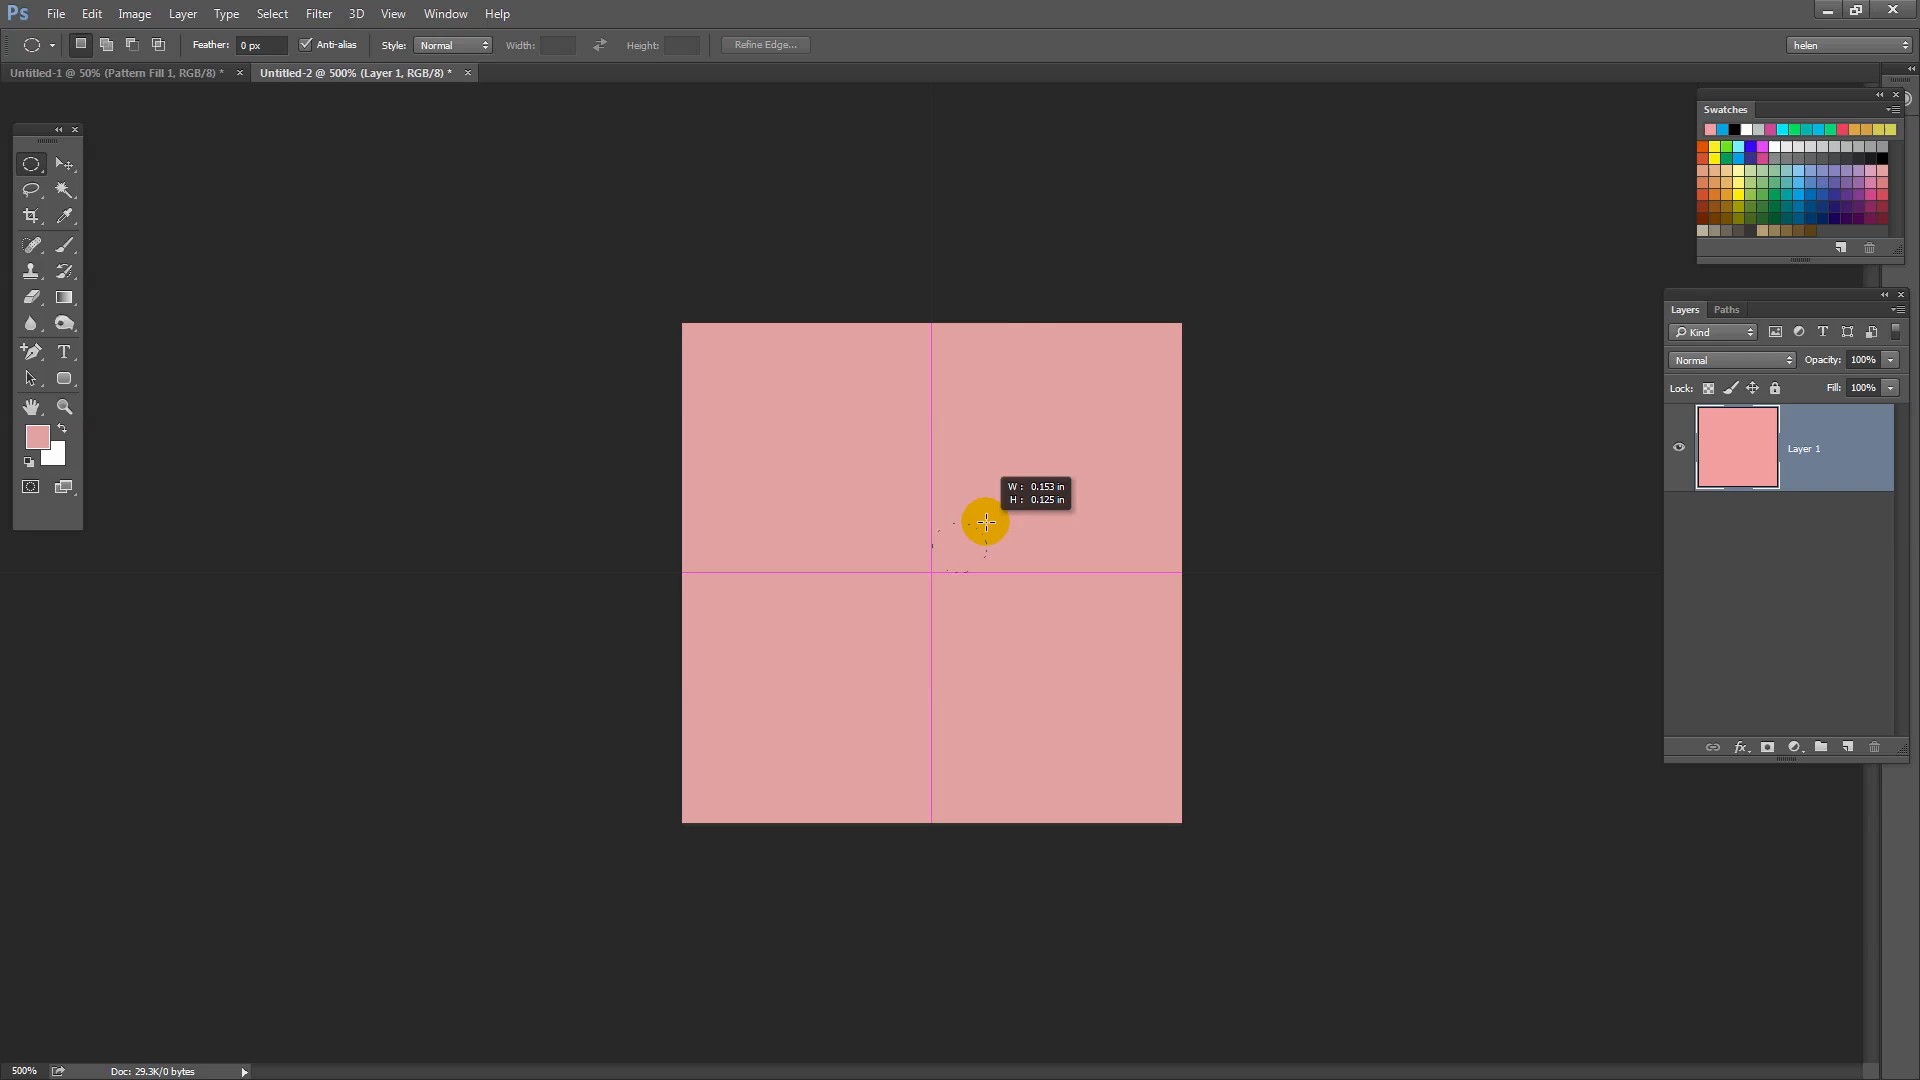 Ps File Edit Image Layer Type Select Filter 3D View Window Help
Feather: 0 px Anti-alias Style: Normal Width: Height: Refine Edge... helen
Untitled-1 @ 50% (Pattern Fill 1, RGB/8) * × Untitled-2 @ 500% (Layer 1, RGB/8) * ×
Swatches
Layers Paths
Kind
Normal Opacity: 100%
Lock: Fill: 100%
Layer 1
W : 0.153 in
H : 0.125 in
500% Doc: 29.3K/0 bytes